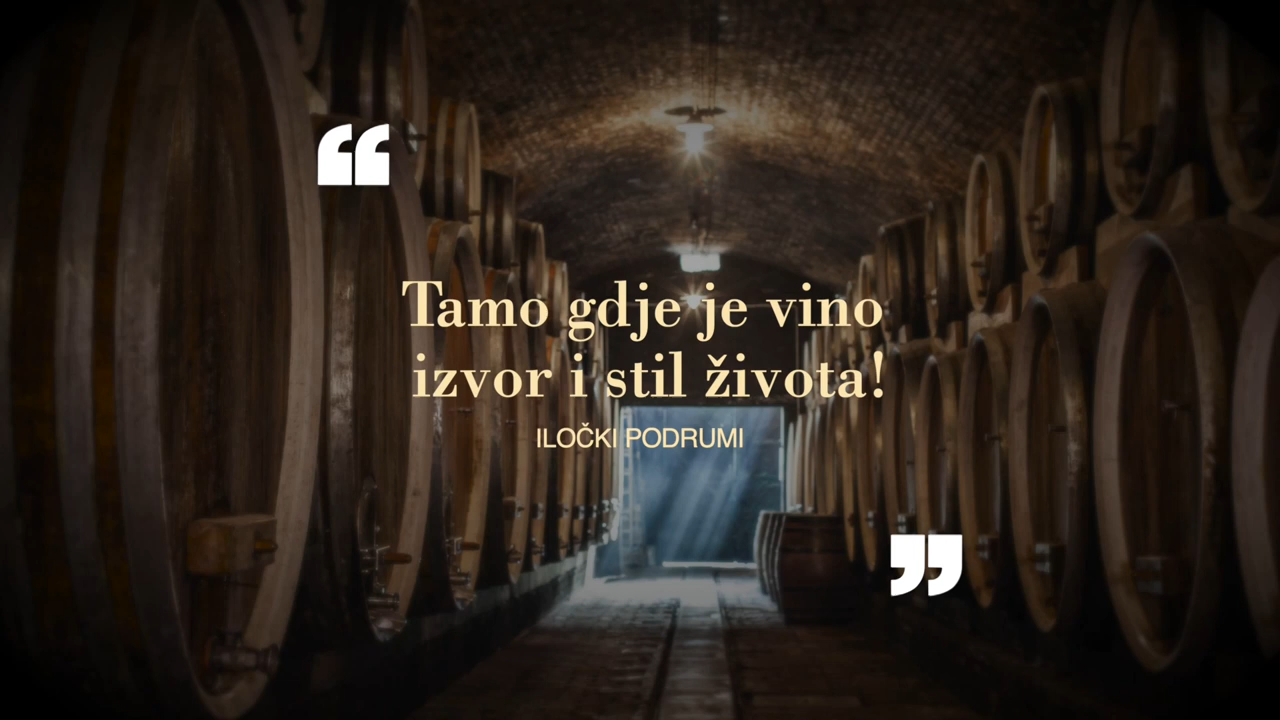 “
Tamo gdje je vino
izvor i stil života!
ILOČKI PODRUMI
”